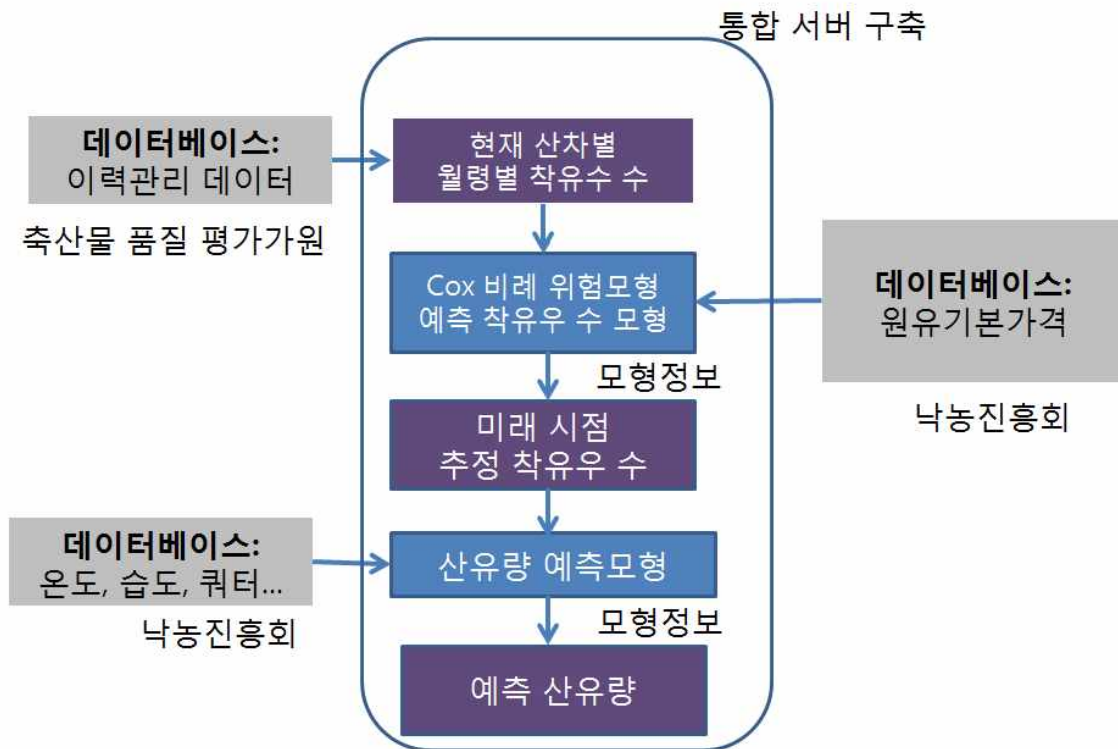 통합 서버 구축
데이터베이스:
이력관리 데이터
축산물 품질 평가가원
현재 산차별
월령별 착유수 수
Cox 비례 위험모형
예측 착유우 수 모형
데이터베이스:
원유기본가격
낙농진흥회
모형정보
미래 시점
추정 착유우 수
데이터베이스:
온도, 습도, 쿼터...
낙농진흥회
산유량 예측모형
모형정보
예측 산유량